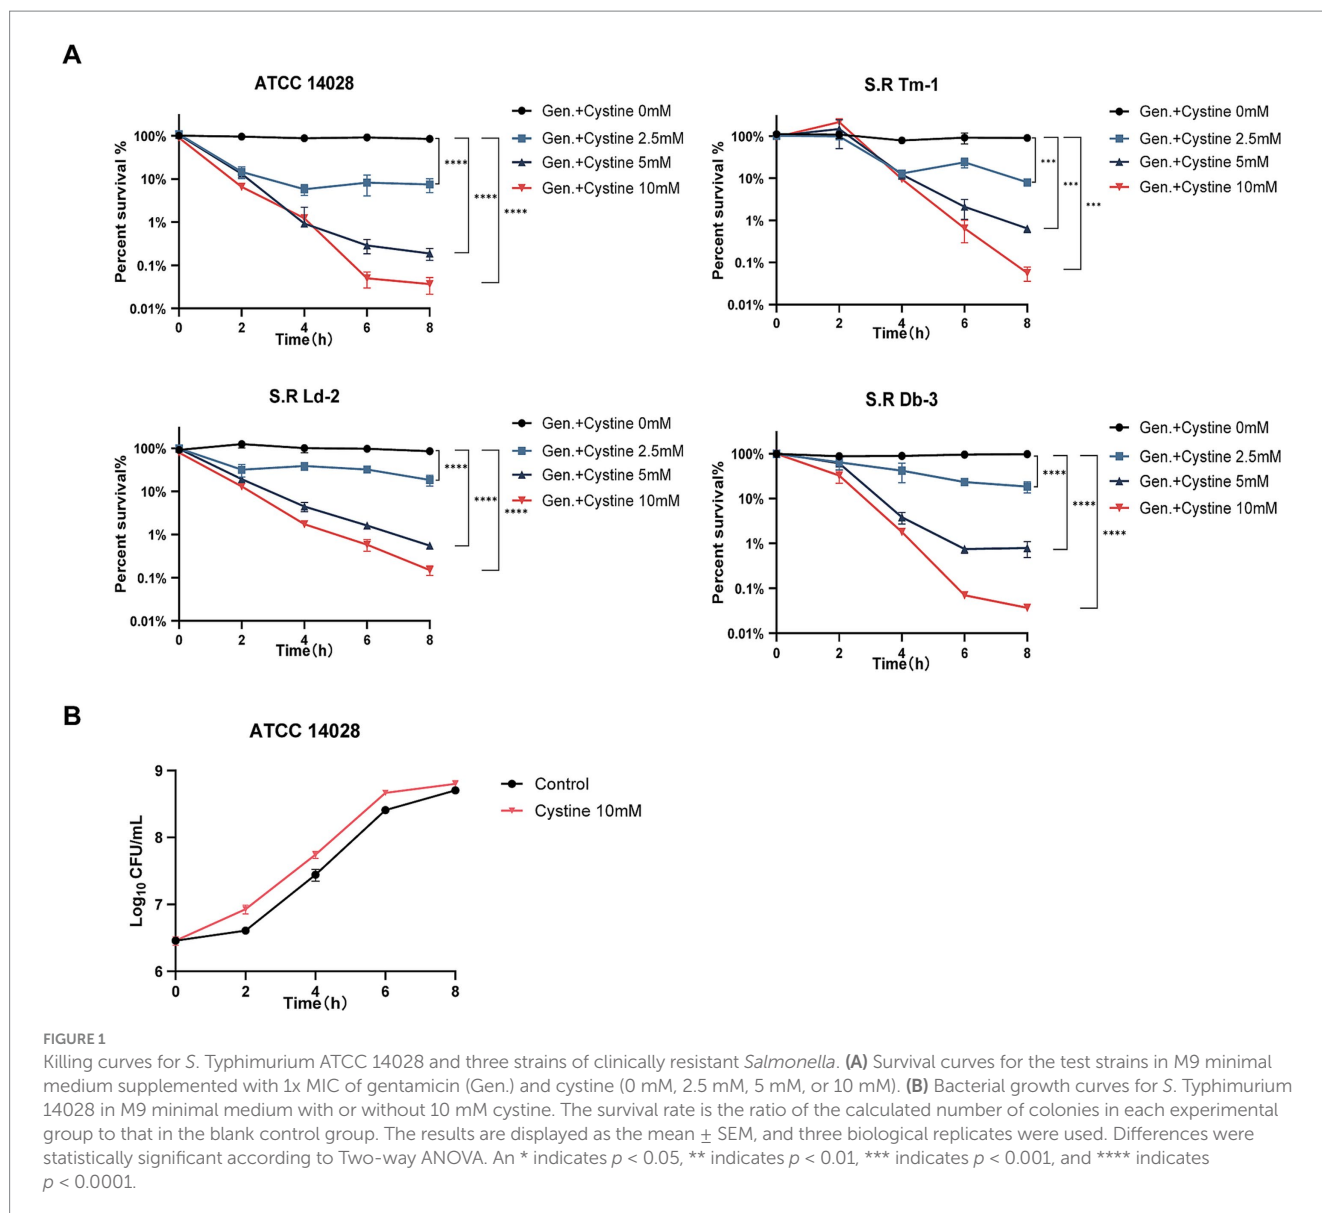 A
ATCC 14028
Percent survival %
100%
10%
1%
0.1%
0.01%
0 2 4 6 8
Time(h)
Gen.+Cystine 0mM
Gen.+Cystine 2.5mM
Gen.+Cystine 5mM
Gen.+Cystine 10mM
****
****
****
S.R Tm-1
Percent survival %
100%
10%
1%
0.1%
0.01%
0 2 4 6 8
Time(h)
Gen.+Cystine 0mM
Gen.+Cystine 2.5mM
Gen.+Cystine 5mM
Gen.+Cystine 10mM
***
***
***
S.R Ld-2
Percent survival%
100%
10%
1%
0.1%
0.01%
0 2 4 6 8
Time(h)
Gen.+Cystine 0mM
Gen.+Cystine 2.5mM
Gen.+Cystine 5mM
Gen.+Cystine 10mM
****
****
****
S.R Db-3
Percent survival%
100%
10%
1%
0.1%
0.01%
0 2 4 6 8
Time(h)
Gen.+Cystine 0mM
Gen.+Cystine 2.5mM
Gen.+Cystine 5mM
Gen.+Cystine 10mM
****
****
****
B
ATCC 14028
Log10 CFU/mL
9
8
7
6
0 2 4 6 8
Time(h)
Control
Cystine 10mM
FIGURE 1
Killing curves for S. Typhimurium ATCC 14028 and three strains of clinically resistant Salmonella. (A) Survival curves for the test strains in M9 minimal
medium supplemented with 1x MIC of gentamicin (Gen.) and cystine (0 mM, 2.5 mM, 5 mM, or 10 mM). (B) Bacterial growth curves for S. Typhimurium
14028 in M9 minimal medium with or without 10 mM cystine. The survival rate is the ratio of the calculated number of colonies in each experimental
group to that in the blank control group. The results are displayed as the mean ± SEM, and three biological replicates were used. Differences were
statistically significant according to Two-way ANOVA. An * indicates p < 0.05, ** indicates p < 0.01, *** indicates p < 0.001, and **** indicates
p < 0.0001.